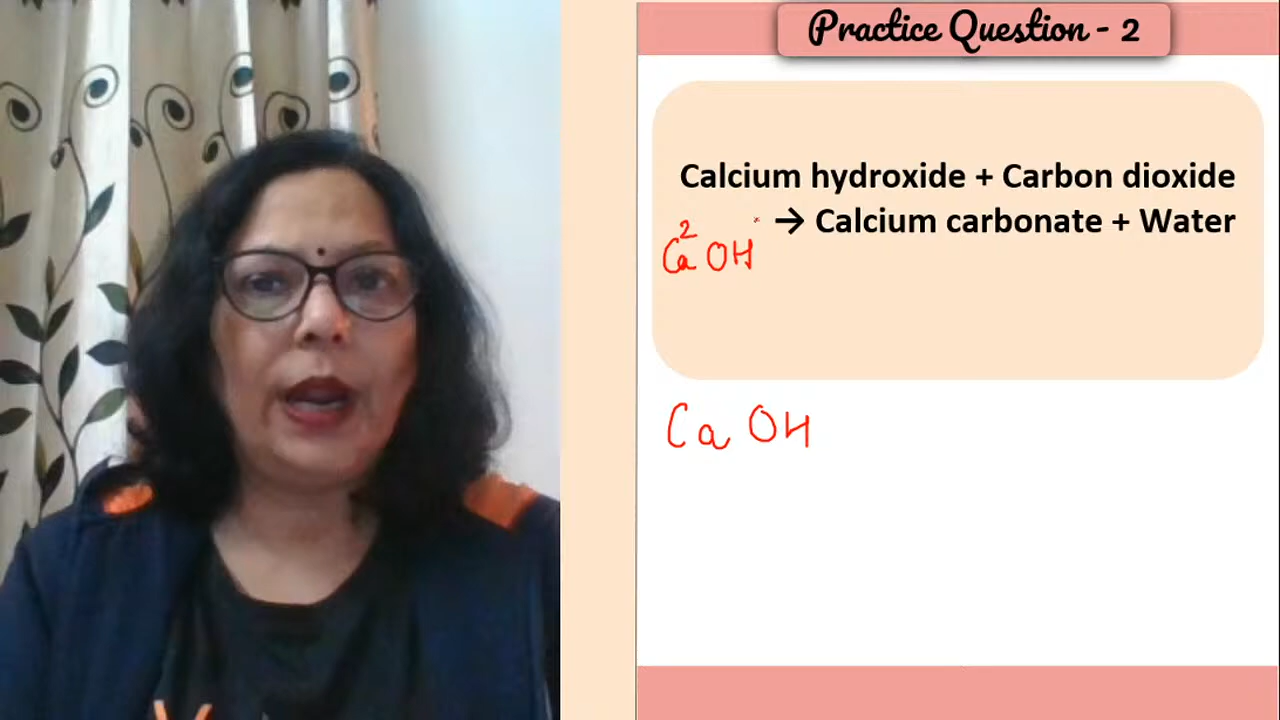 Practice Question - 2
Calcium hydroxide + Carbon dioxide
→ Calcium carbonate + Water
2
Ca OH
Ca OH